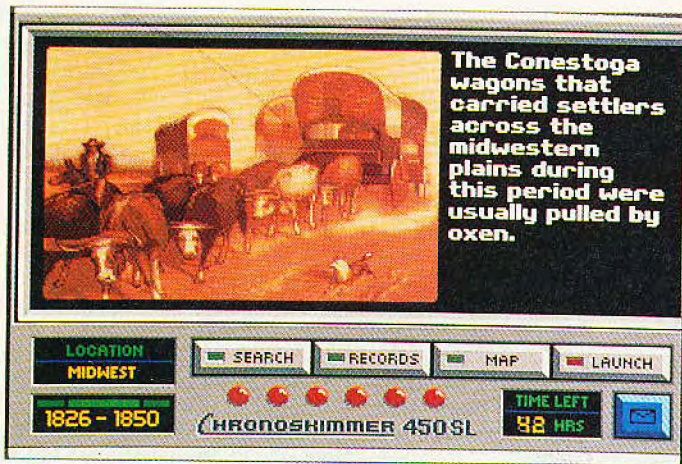 The Conestoga
wagons that
carried settlers
across the
midwestern
plains during
this period were
usually pulled by
oxen.
LOCATION
MIDWEST
SEARCH
RECORDS
MAP
LAUNCH
1826 - 1850
CHRONOSKIMMER 450SL
TIME LEFT
42 HRS